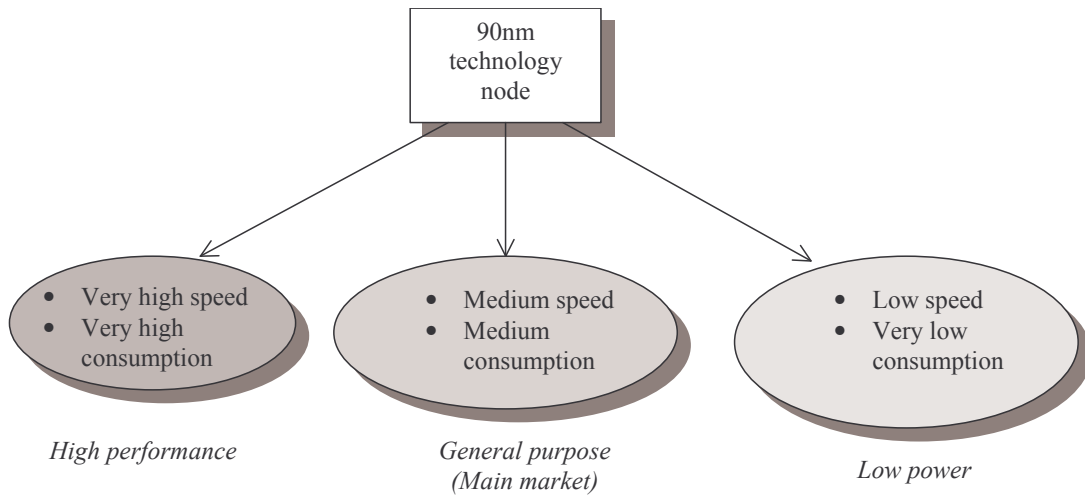 90nm
technology
node
• Very high speed
• Very high
consumption
• Medium speed
• Medium
consumption
• Low speed
• Very low
consumption
High performance
General purpose
(Main market)
Low power